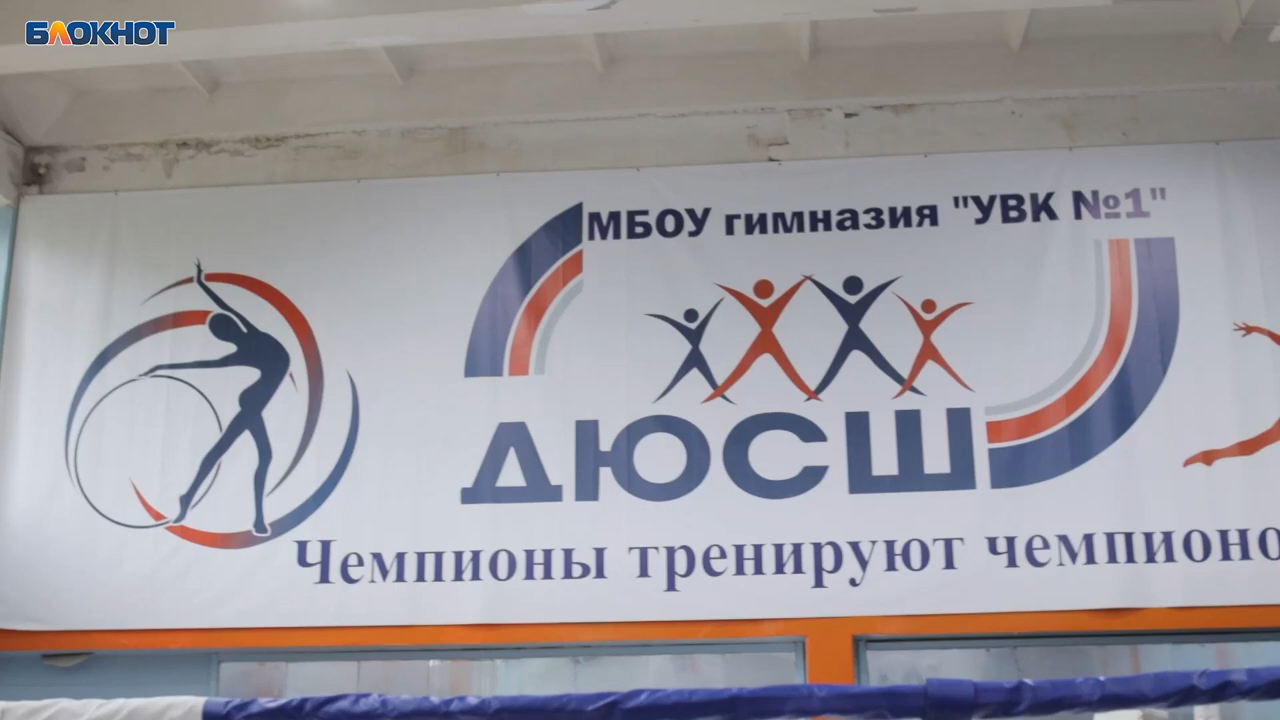 БЛОКНОТ
МБОУ гимназия "УВК №1"
ДЮСШ
Чемпионы тренируют чемпионо